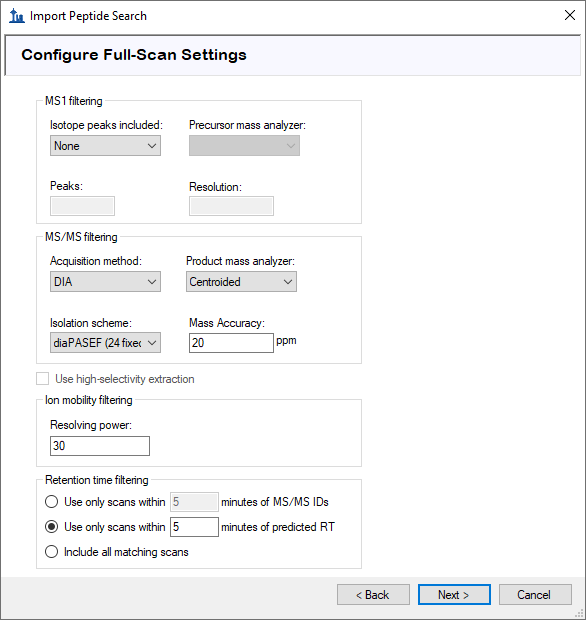 Import Peptide Search
Configure Full-Scan Settings
MS1 filtering
Isotope peaks included: Precursor mass analyzer:
None
Peaks: Resolution:
MS/MS filtering
Acquisition method: Product mass analyzer:
DIA Centroided
Isolation scheme: Mass Accuracy:
diaPASEF (24 fixed 20 ppm
Use high-selectivity extraction
Ion mobility filtering
Resolving power:
30
Retention time filtering
Use only scans within 5 minutes of MS/MS IDs
Use only scans within 5 minutes of predicted RT
Include all matching scans
< Back Next > Cancel